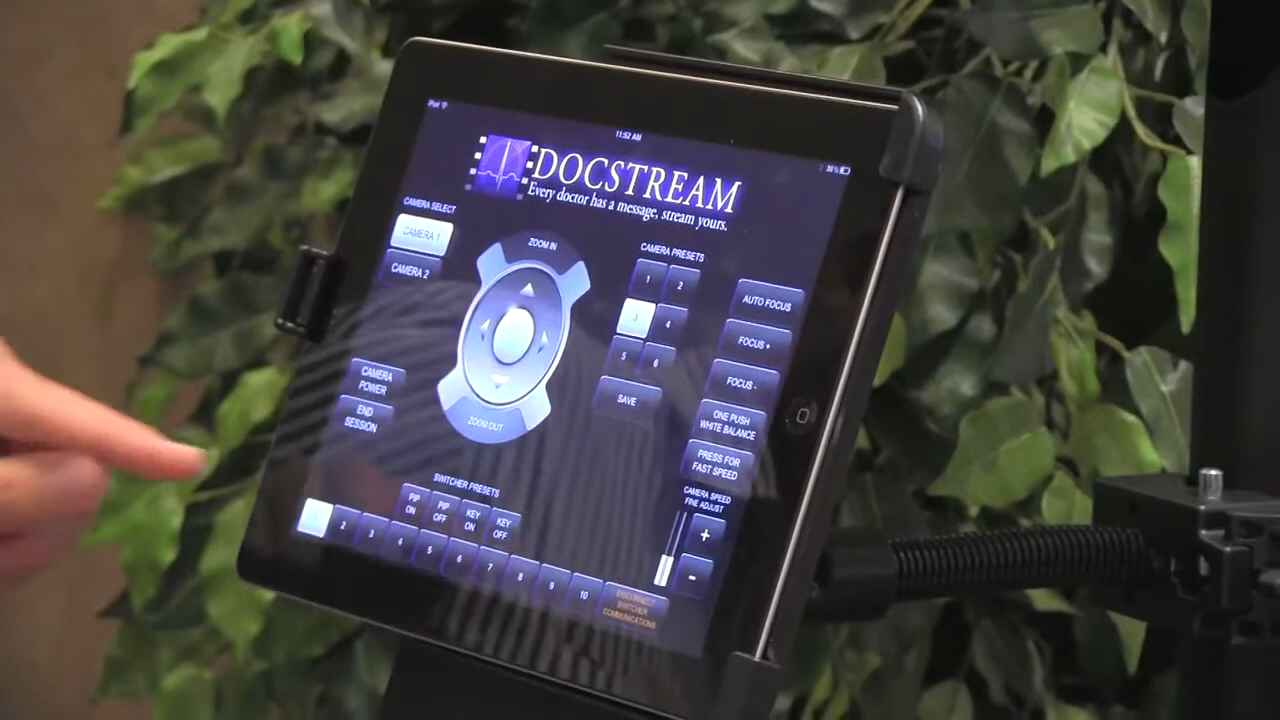 iPad
11:52 AM
30%
DOCSTREAM
Every doctor has a message, stream yours.
CAMERA SELECT
CAMERA 1
CAMERA 2
ZOOM IN
ZOOM OUT
CAMERA POWER
END SESSION
CAMERA PRESETS
1 2
3 4
5 6
SAVE
AUTO FOCUS
FOCUS +
FOCUS -
ONE PUSH
WHITE BALANCE
PRESS FOR
FAST SPEED
CAMERA SPEED
FINE ADJUST
+
-
SWITCHER PRESETS
PIP ON PIP OFF KEY ON KEY OFF
1 2 3 4 5 6 7 8 9 10
DISCONNECT
SWITCHER
COMMUNICATIONS